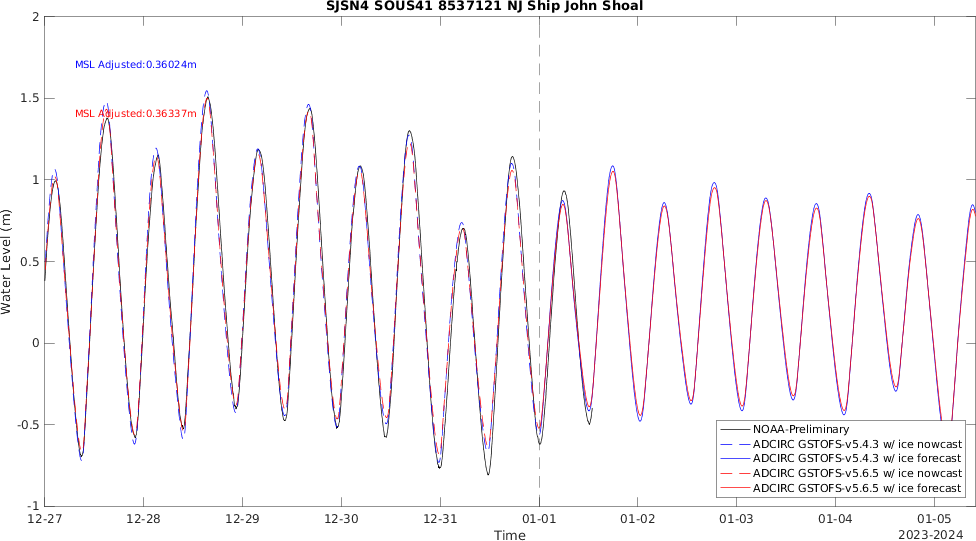 SJSN4 SOUS41 8537121 NJ Ship John Shoal
2
1.5
1
0.5
0
-0.5
-1
Water Level (m)
MSL Adjusted:0.36024m
MSL Adjusted:0.36337m
NOAA-Preliminary
ADCIRC GSTOFS-v5.4.3 w/ ice nowcast
ADCIRC GSTOFS-v5.4.3 w/ ice forecast
ADCIRC GSTOFS-v5.6.5 w/ ice nowcast
ADCIRC GSTOFS-v5.6.5 w/ ice forecast
12-27 12-28 12-29 12-30 12-31 01-01 01-02 01-03 01-04 01-05
Time
2023-2024